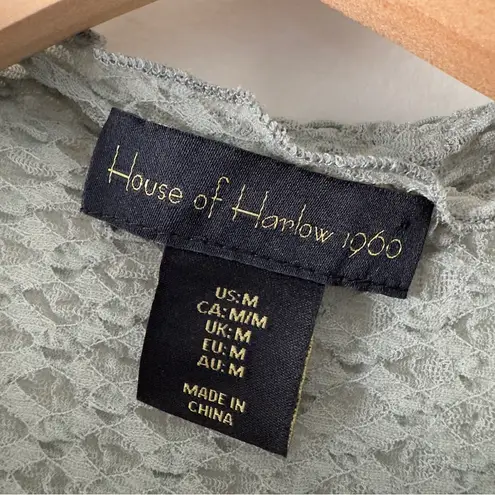 House of Harlow 1960
US: M
CA: M/M
UK: M
EU: M
AU: M
MADE IN
CHINA